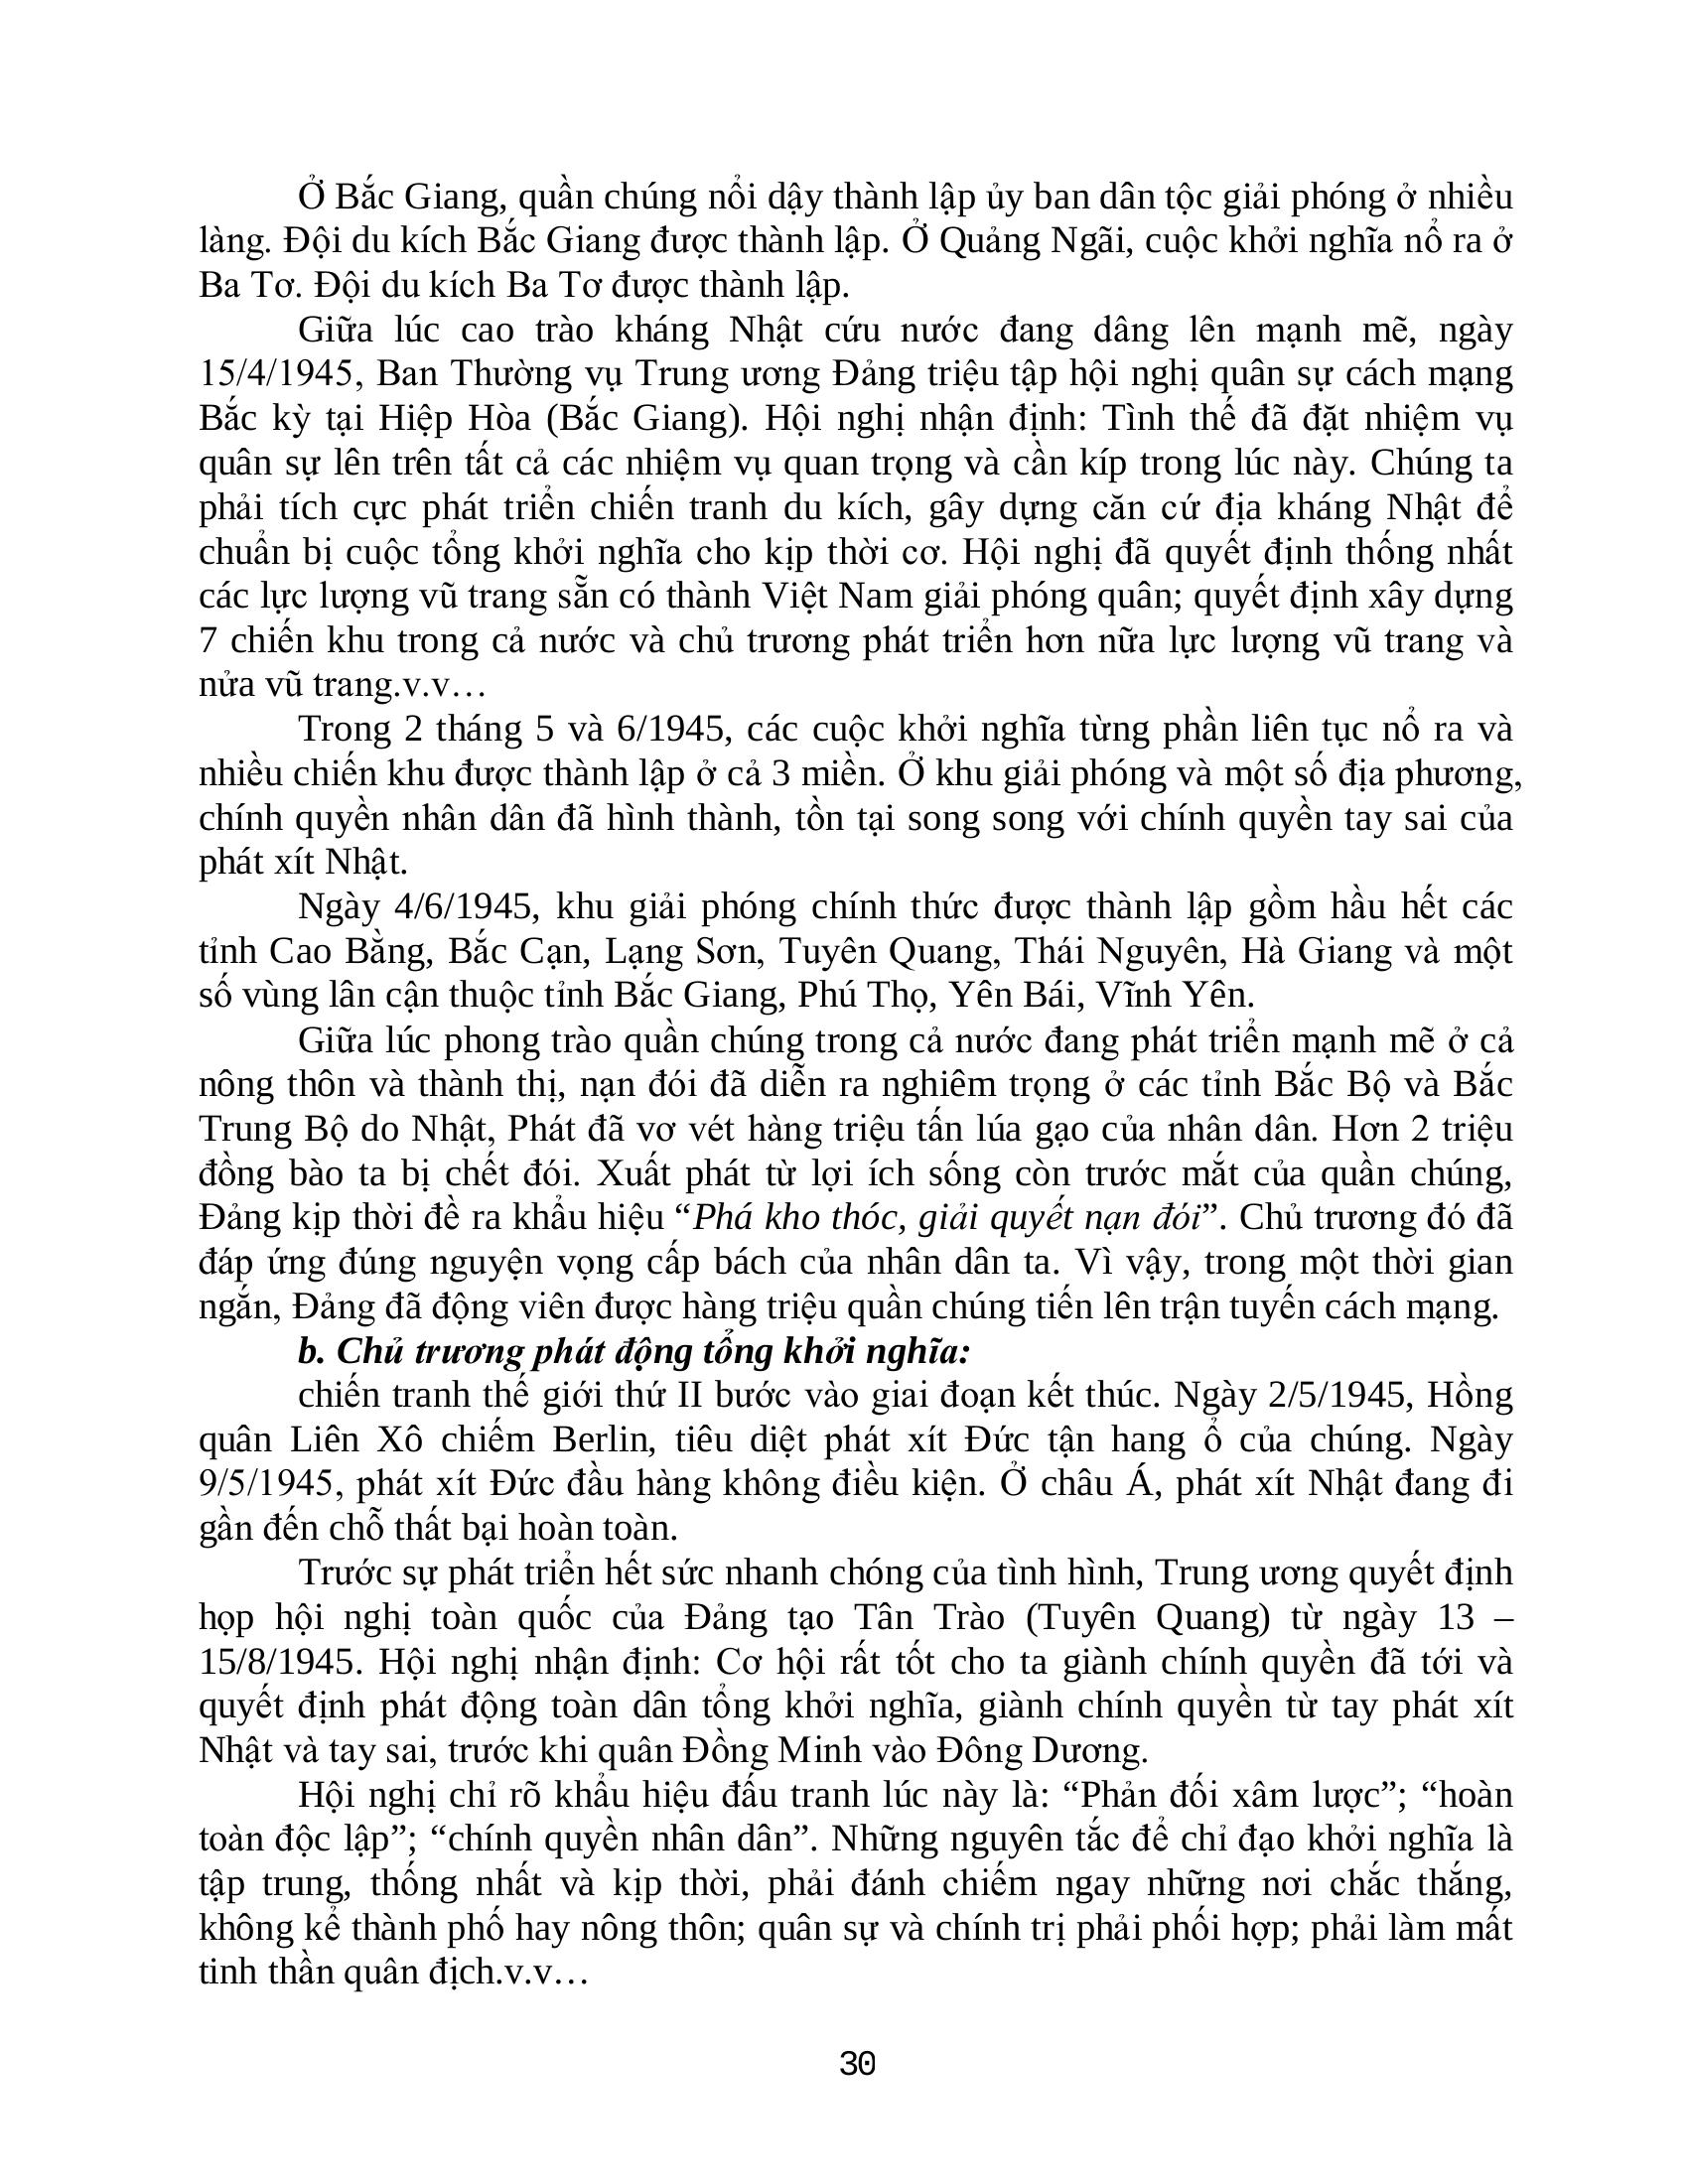 Ở Bắc Giang, quần chúng nổi dậy thành lập ủy ban dân tộc giải phóng ở nhiều
làng. Đội du kích Bắc Giang được thành lập. Ở Quảng Ngãi, cuộc khởi nghĩa nổ ra ở
Ba Tơ. Đội du kích Ba Tơ được thành lập.
Giữa lúc cao trào kháng Nhật cứu nước đang dâng lên mạnh mẽ, ngày
15/4/1945, Ban Thường vụ Trung ương Đảng triệu tập hội nghị quân sự cách mạng
Bắc kỳ tại Hiệp Hòa (Bắc Giang). Hội nghị nhận định: Tình thế đã đặt nhiệm vụ
quân sự lên trên tất cả các nhiệm vụ quan trọng và cần kíp trong lúc này. Chúng ta
phải tích cực phát triển chiến tranh du kích, gây dựng căn cứ địa kháng Nhật để
chuẩn bị cuộc tổng khởi nghĩa cho kịp thời cơ. Hội nghị đã quyết định thống nhất
các lực lượng vũ trang sẵn có thành Việt Nam giải phóng quân; quyết định xây dựng
7 chiến khu trong cả nước và chủ trương phát triển hơn nữa lực lượng vũ trang và
nửa vũ trang.v.v…
Trong 2 tháng 5 và 6/1945, các cuộc khởi nghĩa từng phần liên tục nổ ra và
nhiều chiến khu được thành lập ở cả 3 miền. Ở khu giải phóng và một số địa phương,
chính quyền nhân dân đã hình thành, tồn tại song song với chính quyền tay sai của
phát xít Nhật.
Ngày 4/6/1945, khu giải phóng chính thức được thành lập gồm hầu hết các
tỉnh Cao Bằng, Bắc Cạn, Lạng Sơn, Tuyên Quang, Thái Nguyên, Hà Giang và một
số vùng lân cận thuộc tỉnh Bắc Giang, Phú Thọ, Yên Bái, Vĩnh Yên.
Giữa lúc phong trào quần chúng trong cả nước đang phát triển mạnh mẽ ở cả
nông thôn và thành thị, nạn đói đã diễn ra nghiêm trọng ở các tỉnh Bắc Bộ và Bắc
Trung Bộ do Nhật, Phát đã vơ vét hàng triệu tấn lúa gạo của nhân dân. Hơn 2 triệu
đồng bào ta bị chết đói. Xuất phát từ lợi ích sống còn trước mắt của quần chúng,
Đảng kịp thời đề ra khẩu hiệu “Phá kho thóc, giải quyết nạn đói”. Chủ trương đó đã
đáp ứng đúng nguyện vọng cấp bách của nhân dân ta. Vì vậy, trong một thời gian
ngắn, Đảng đã động viên được hàng triệu quần chúng tiến lên trận tuyến cách mạng.
b. Chủ trương phát động tổng khởi nghĩa:
chiến tranh thế giới thứ II bước vào giai đoạn kết thúc. Ngày 2/5/1945, Hồng
quân Liên Xô chiếm Berlin, tiêu diệt phát xít Đức tận hang ổ của chúng. Ngày
9/5/1945, phát xít Đức đầu hàng không điều kiện. Ở châu Á, phát xít Nhật đang đi
gần đến chỗ thất bại hoàn toàn.
Trước sự phát triển hết sức nhanh chóng của tình hình, Trung ương quyết định
họp hội nghị toàn quốc của Đảng tạo Tân Trào (Tuyên Quang) từ ngày 13 –
15/8/1945. Hội nghị nhận định: Cơ hội rất tốt cho ta giành chính quyền đã tới và
quyết định phát động toàn dân tổng khởi nghĩa, giành chính quyền từ tay phát xít
Nhật và tay sai, trước khi quân Đồng Minh vào Đông Dương.
Hội nghị chỉ rõ khẩu hiệu đấu tranh lúc này là: “Phản đối xâm lược”; “hoàn
toàn độc lập”; “chính quyền nhân dân”. Những nguyên tắc để chỉ đạo khởi nghĩa là
tập trung, thống nhất và kịp thời, phải đánh chiếm ngay những nơi chắc thắng,
không kể thành phố hay nông thôn; quân sự và chính trị phải phối hợp; phải làm mất
tinh thần quân địch.v.v…
30